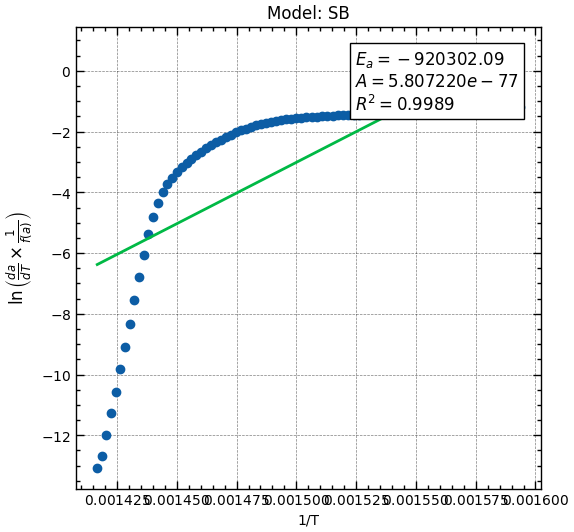 Model: SB
E_a = −920302.09
A = 5.807220e − 77
R² = 0.9989
ln(da/dT × 1/f(a))
0
−2
−4
−6
−8
−10
−12
0.001425 0.001450 0.001475 0.001500 0.001525 0.001550 0.001575 0.001600
1/T